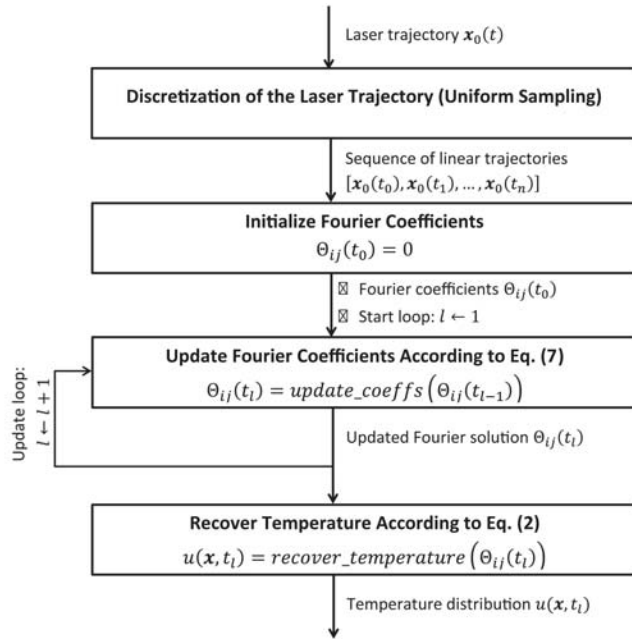 Laser trajectory 𝒙₀(t)
Discretization of the Laser Trajectory (Uniform Sampling)
Sequence of linear trajectories
[𝒙₀(t₀), 𝒙₀(t₁), … , 𝒙₀(tₙ)]
Initialize Fourier Coefficients
Θᵢⱼ(t₀) = 0
Fourier coefficients Θᵢⱼ(t₀)
Start loop: l ← 1
Update Fourier Coefficients According to Eq. (7)
Θᵢⱼ(tₗ) = update_coeffs (Θᵢⱼ(tₗ₋₁))
Update loop:
l ← l + 1
Updated Fourier solution Θᵢⱼ(tₗ)
Recover Temperature According to Eq. (2)
u(𝒙, tₗ) = recover_temperature (Θᵢⱼ(tₗ))
Temperature distribution u(𝒙, tₗ)